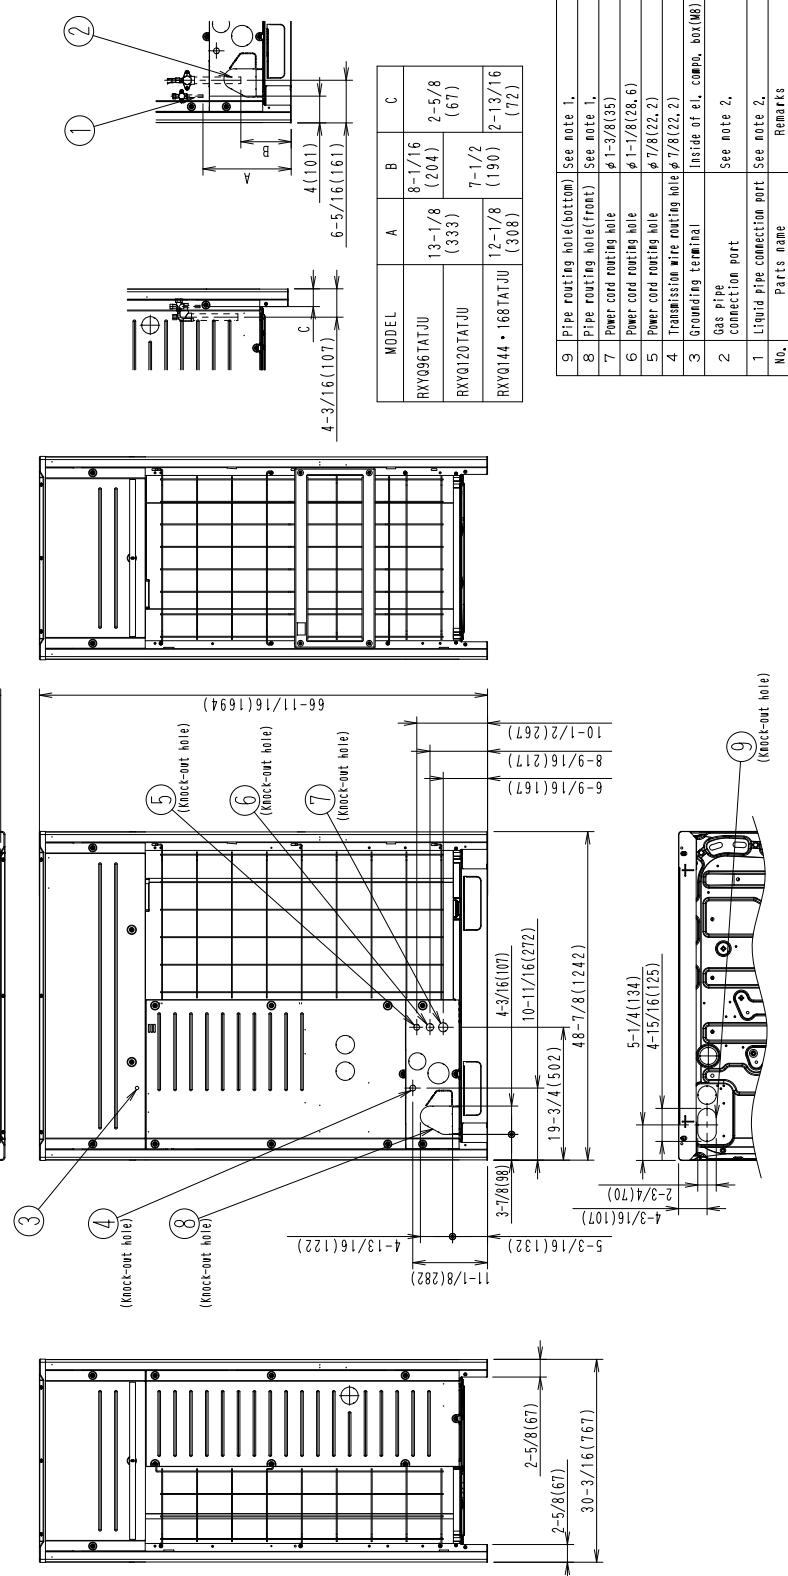 2
1
A
B
4(101)
6-5/16(161)
C
4-3/16(107)
MODEL A B C
RXYQ96TATJU 13-1/8 (333) 8-1/16 (204) 2-5/8 (67)
RXYQ120TATJU 7-1/2 (190)
RXYQ144・168TATJU 12-1/8 (308) 2-13/16 (72)
9 Pipe routing hole(bottom) See note 1.
8 Pipe routing hole(front) See note 1.
7 Power cord routing hole φ1-3/8(35)
6 Power cord routing hole φ1-1/8(28.6)
5 Power cord routing hole φ7/8(22.2)
4 Transmission wire routing hole φ7/8(22.2)
3 Grounding terminal Inside of el. compo. box(M8)
2 Gas pipe connection port See note 2.
1 Liquid pipe connection port See note 2.
No. Parts name Remarks
66-11/16(1694)
5
(Knock-out hole)
6
(Knock-out hole)
7
(Knock-out hole)
10-1/2(267)
8-9/16(217)
6-9/16(167)
9
(Knock-out hole)
4-3/16(107)
10-11/16(272)
48-7/8(1242)
19-3/4(502)
3-7/8(98)
5-1/4(134)
4-15/16(125)
2-3/4(70)
4-3/16(107)
3
4
(Knock-out hole)
8
(Knock-out hole)
4-13/16(122)
5-3/16(132)
11-1/8(282)
2-5/8(67)
2-5/8(67)
30-3/16(767)